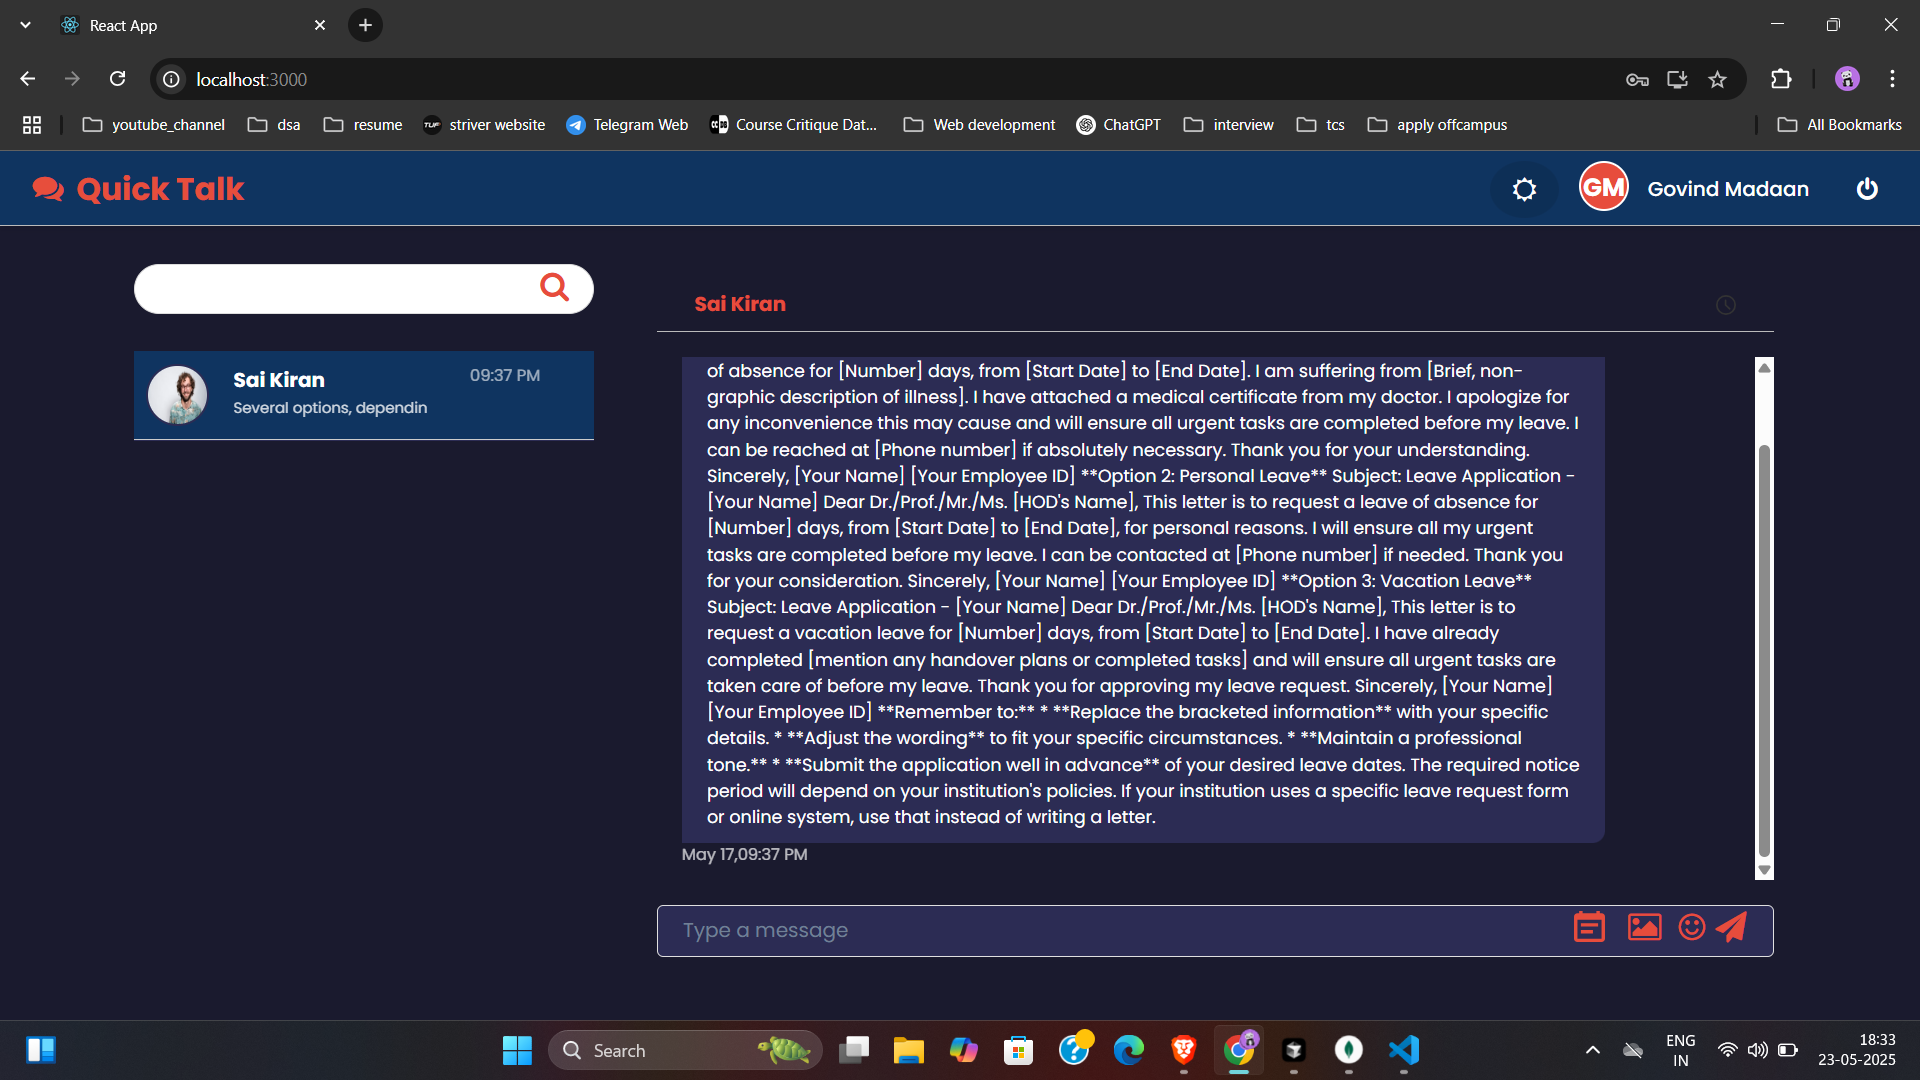 React App
localhost:3000
youtube_channel dsa resume striver website Telegram Web Course Critique Dat... Web development ChatGPT interview tcs apply offcampus All Bookmarks
Quick Talk
GM Govind Madaan
Sai Kiran
09:37 PM
Several options, dependin
Sai Kiran
of absence for [Number] days, from [Start Date] to [End Date]. I am suffering from [Brief, non-
graphic description of illness]. I have attached a medical certificate from my doctor. I apologize for
any inconvenience this may cause and will ensure all urgent tasks are completed before my leave. I
can be reached at [Phone number] if absolutely necessary. Thank you for your understanding.
Sincerely, [Your Name] [Your Employee ID] **Option 2: Personal Leave** Subject: Leave Application -
[Your Name] Dear Dr./Prof./Mr./Ms. [HOD's Name], This letter is to request a leave of absence for
[Number] days, from [Start Date] to [End Date], for personal reasons. I will ensure all my urgent
tasks are completed before my leave. I can be contacted at [Phone number] if needed. Thank you
for your consideration. Sincerely, [Your Name] [Your Employee ID] **Option 3: Vacation Leave**
Subject: Leave Application - [Your Name] Dear Dr./Prof./Mr./Ms. [HOD's Name], This letter is to
request a vacation leave for [Number] days, from [Start Date] to [End Date]. I have already
completed [mention any handover plans or completed tasks] and will ensure all urgent tasks are
taken care of before my leave. Thank you for approving my leave request. Sincerely, [Your Name]
[Your Employee ID] **Remember to:** * **Replace the bracketed information** with your specific
details. * **Adjust the wording** to fit your specific circumstances. * **Maintain a professional
tone.** * **Submit the application well in advance** of your desired leave dates. The required notice
period will depend on your institution's policies. If your institution uses a specific leave request form
or online system, use that instead of writing a letter.
May 17,09:37 PM
Type a message
Search
ENG
IN
18:33
23-05-2025